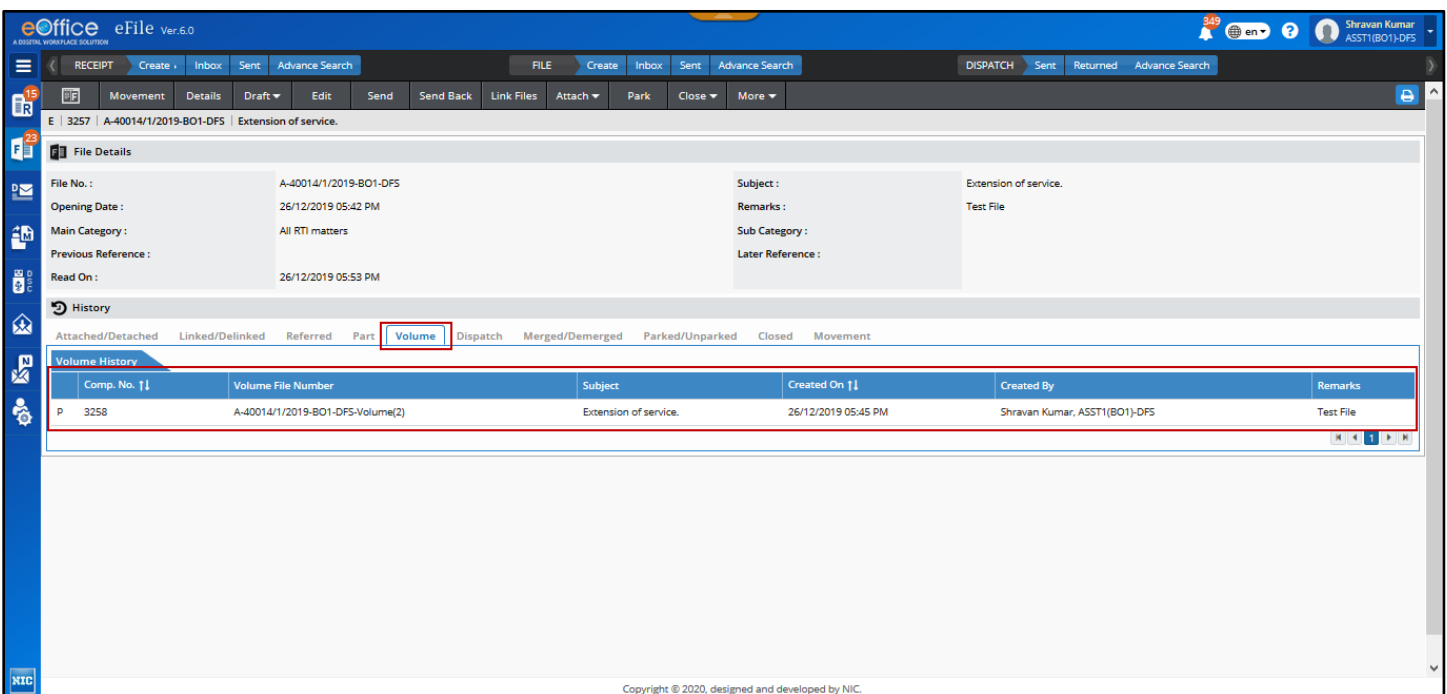 eOffice eFile Ver.6.0 349 en ? Shravan Kumar
A DIGITAL WORKPLACE SOLUTION ASST1(BO1)-DFS
RECEIPT Create Inbox Sent Advance Search FILE Create Inbox Sent Advance Search DISPATCH Sent Returned Advance Search
15 R Movement Details Draft Edit Send Send Back Link Files Attach Park Close More
E | 3257 | A-40014/1/2019-BO1-DFS | Extension of service.
23 F File Details
File No. : A-40014/1/2019-BO1-DFS Subject : Extension of service.
Opening Date : 26/12/2019 05:42 PM Remarks : Test File
Main Category : All RTI matters Sub Category :
Previous Reference : Later Reference :
Read On : 26/12/2019 05:53 PM
D
M
DSC
N
History
Attached/Detached Linked/Delinked Referred Part Volume Dispatch Merged/Demerged Parked/Unparked Closed Movement
Volume History
Comp. No. Volume File Number Subject Created On Created By Remarks
P 3258 A-40014/1/2019-BO1-DFS-Volume(2) Extension of service. 26/12/2019 05:45 PM Shravan Kumar, ASST1(BO1)-DFS Test File
1
NIC
Copyright © 2020, designed and developed by NIC.